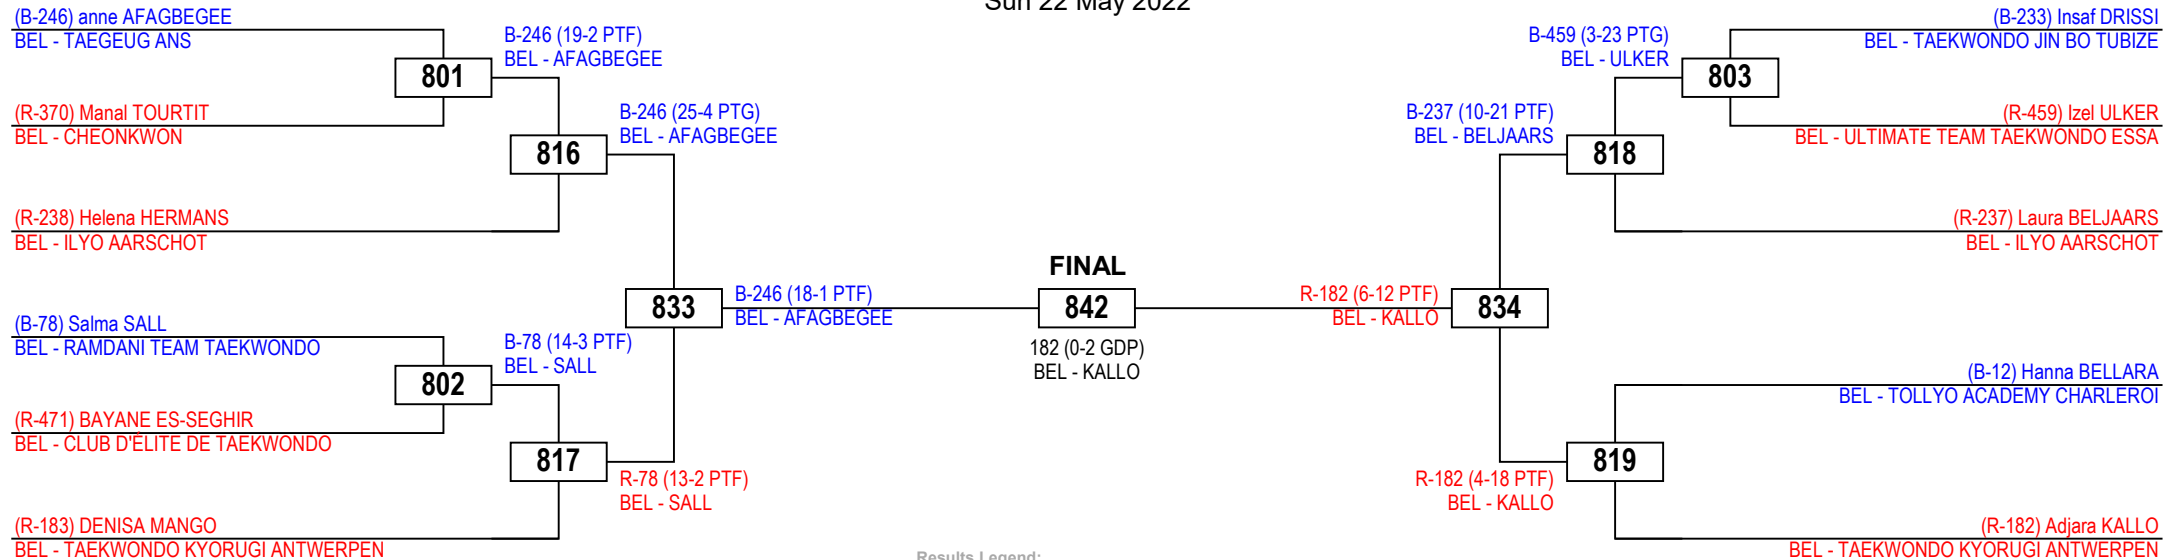 Sun 22 May 2022
(B-246) anne AFAGBEGEE
BEL - TAEGEUG ANS
(R-370) Manal TOURTIT
BEL - CHEONKWON
(R-238) Helena HERMANS
BEL - ILYO AARSCHOT
(B-78) Salma SALL
BEL - RAMDANI TEAM TAEKWONDO
(R-471) BAYANE ES-SEGHIR
BEL - CLUB D'ÉLITE DE TAEKWONDO
(R-183) DENISA MANGO
BEL - TAEKWONDO KYORUGI ANTWERPEN
801
B-246 (19-2 PTF)
BEL - AFAGBEGEE
802
B-78 (14-3 PTF)
BEL - SALL
816
B-246 (25-4 PTG)
BEL - AFAGBEGEE
817
R-78 (13-2 PTF)
BEL - SALL
833
B-246 (18-1 PTF)
BEL - AFAGBEGEE
FINAL
842
182 (0-2 GDP)
BEL - KALLO
R-182 (6-12 PTF)
BEL - KALLO
834
B-237 (10-21 PTF)
BEL - BELJAARS
818
R-182 (4-18 PTF)
BEL - KALLO
819
B-459 (3-23 PTG)
BEL - ULKER
803
(B-233) Insaf DRISSI
BEL - TAEKWONDO JIN BO TUBIZE
(R-459) Izel ULKER
BEL - ULTIMATE TEAM TAEKWONDO ESSA
(R-237) Laura BELJAARS
BEL - ILYO AARSCHOT
(B-12) Hanna BELLARA
BEL - TOLLYO ACADEMY CHARLEROI
(R-182) Adjara KALLO
BEL - TAEKWONDO KYORUGI ANTWERPEN
Results Legend: